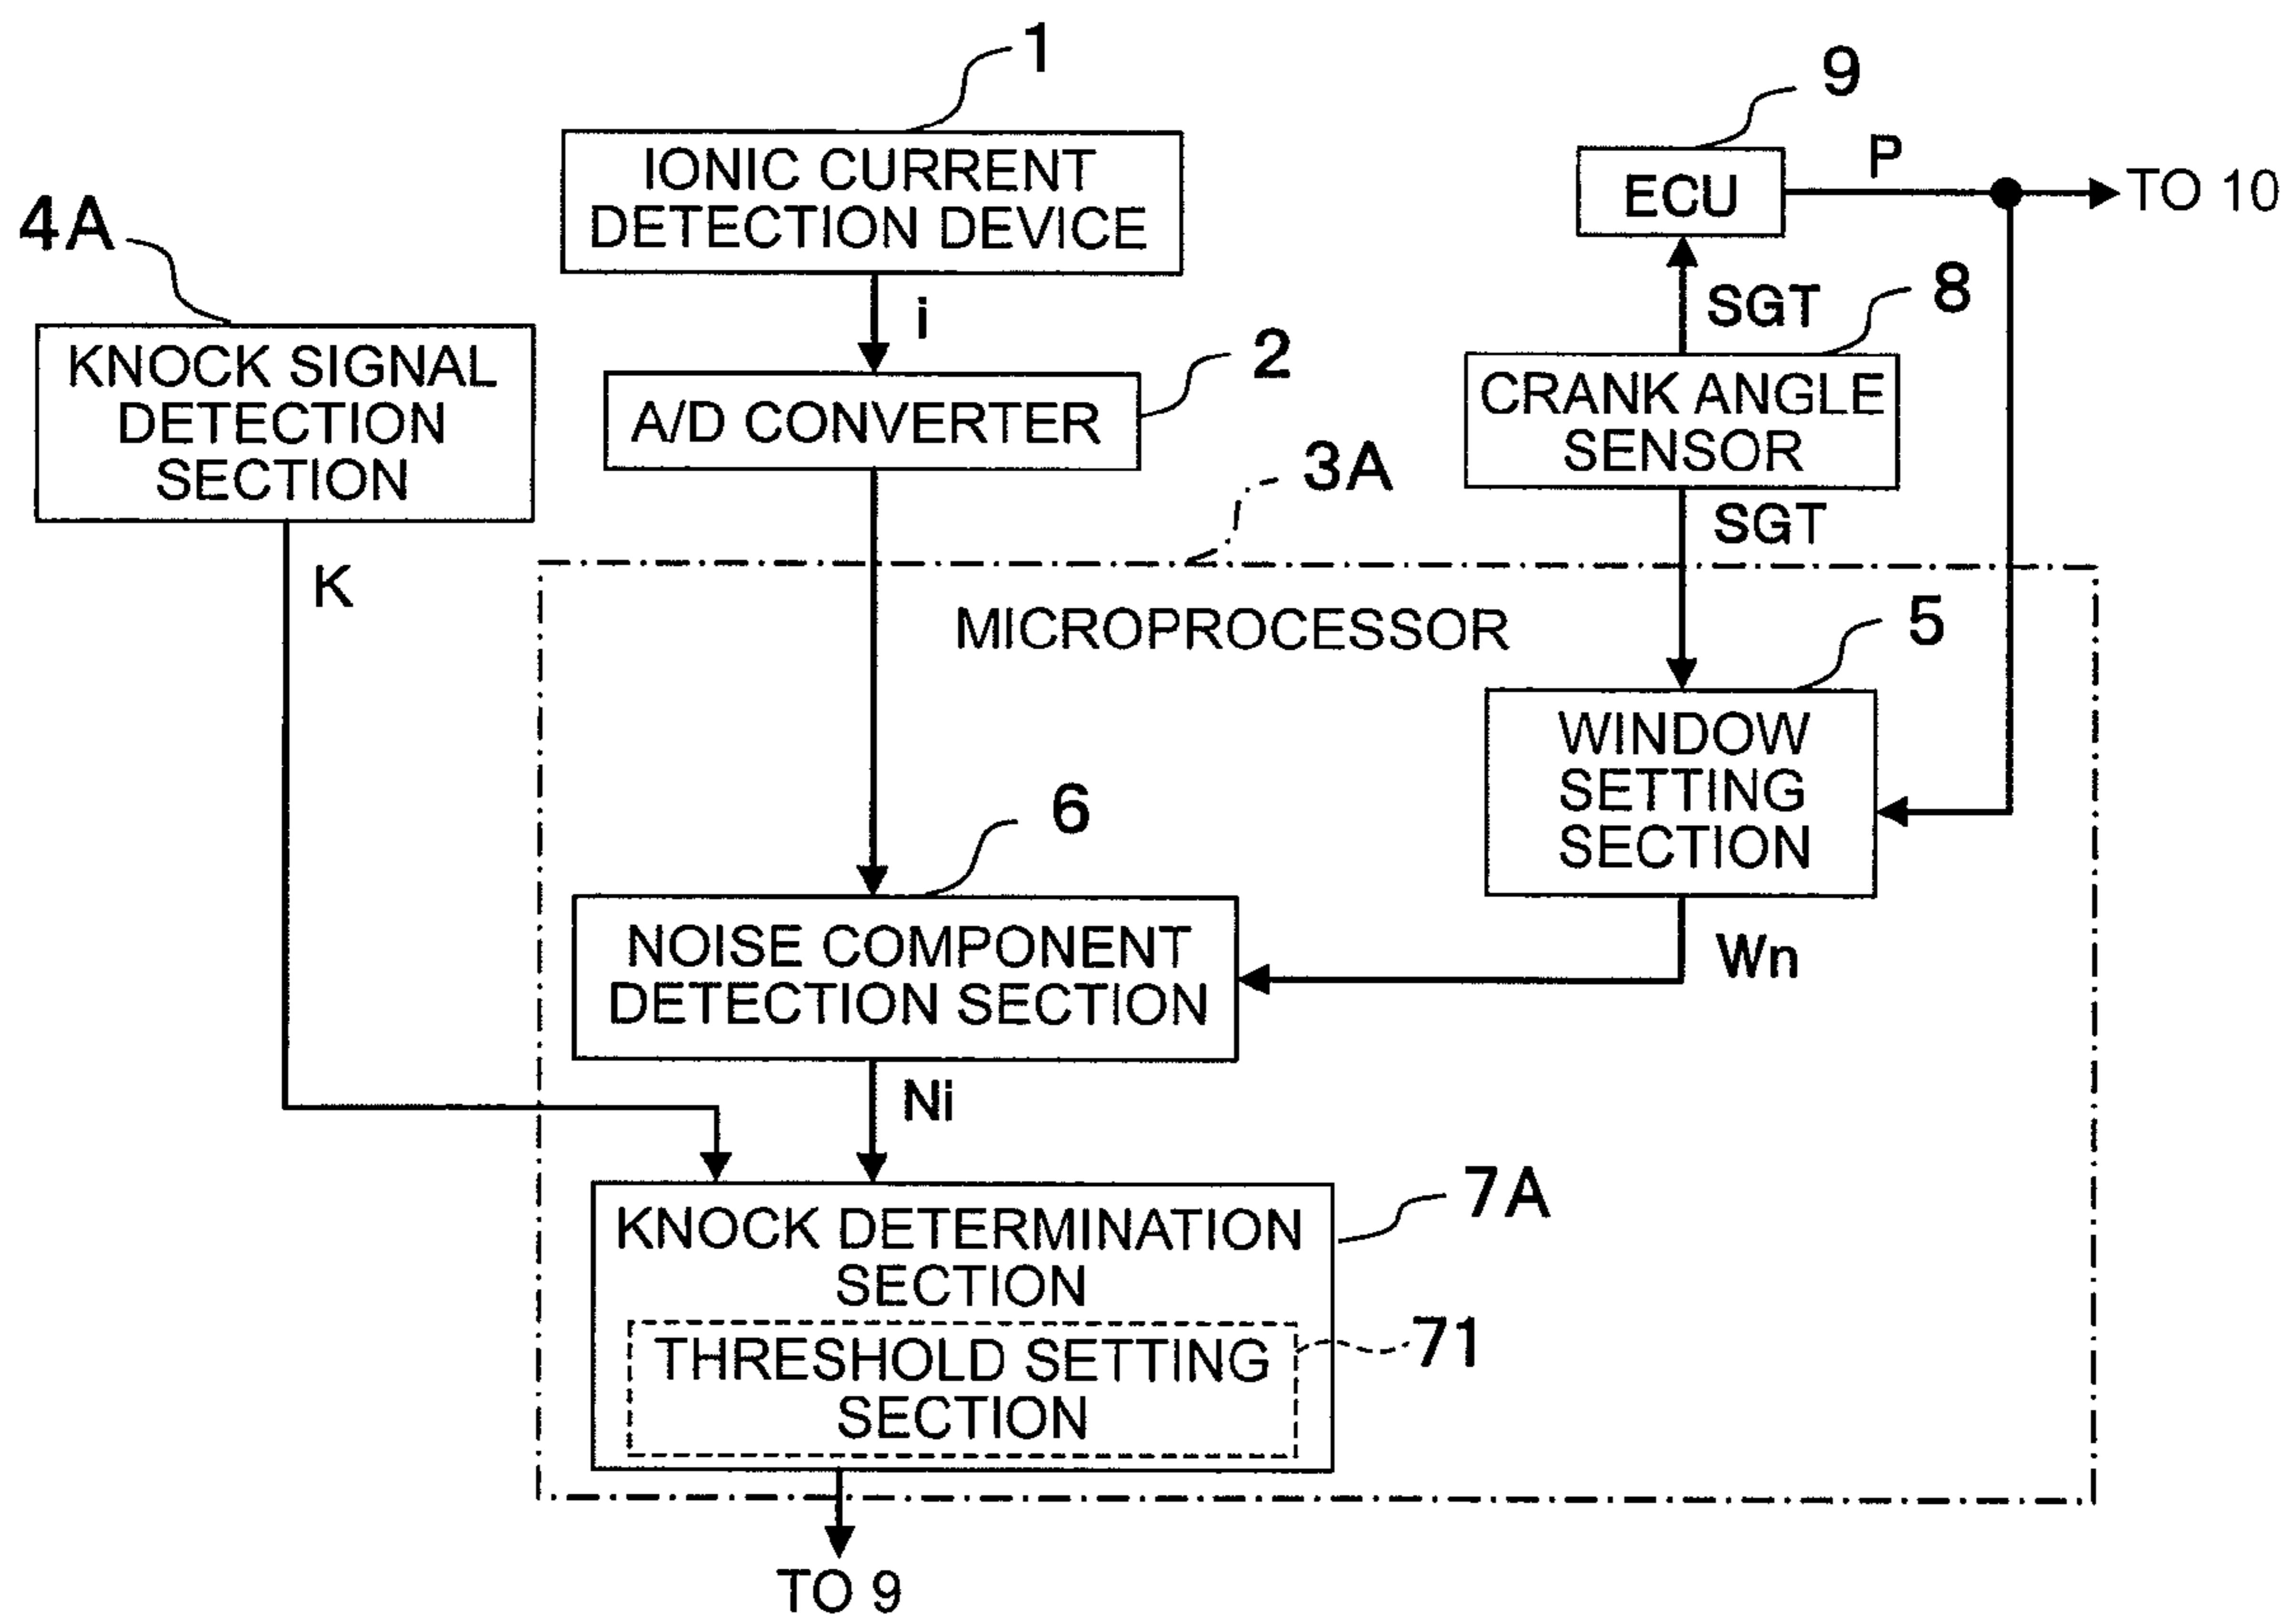 1
9
IONIC CURRENT
DETECTION DEVICE
P
ECU
TO 10
4A
i
SGT
8
KNOCK SIGNAL
DETECTION
SECTION
2
A/D CONVERTER
CRANK ANGLE
SENSOR
3A
SGT
K
MICROPROCESSOR
5
WINDOW
SETTING
SECTION
6
NOISE COMPONENT
DETECTION SECTION
Wn
Ni
7A
KNOCK DETERMINATION
SECTION
71
THRESHOLD SETTING
SECTION
TO 9